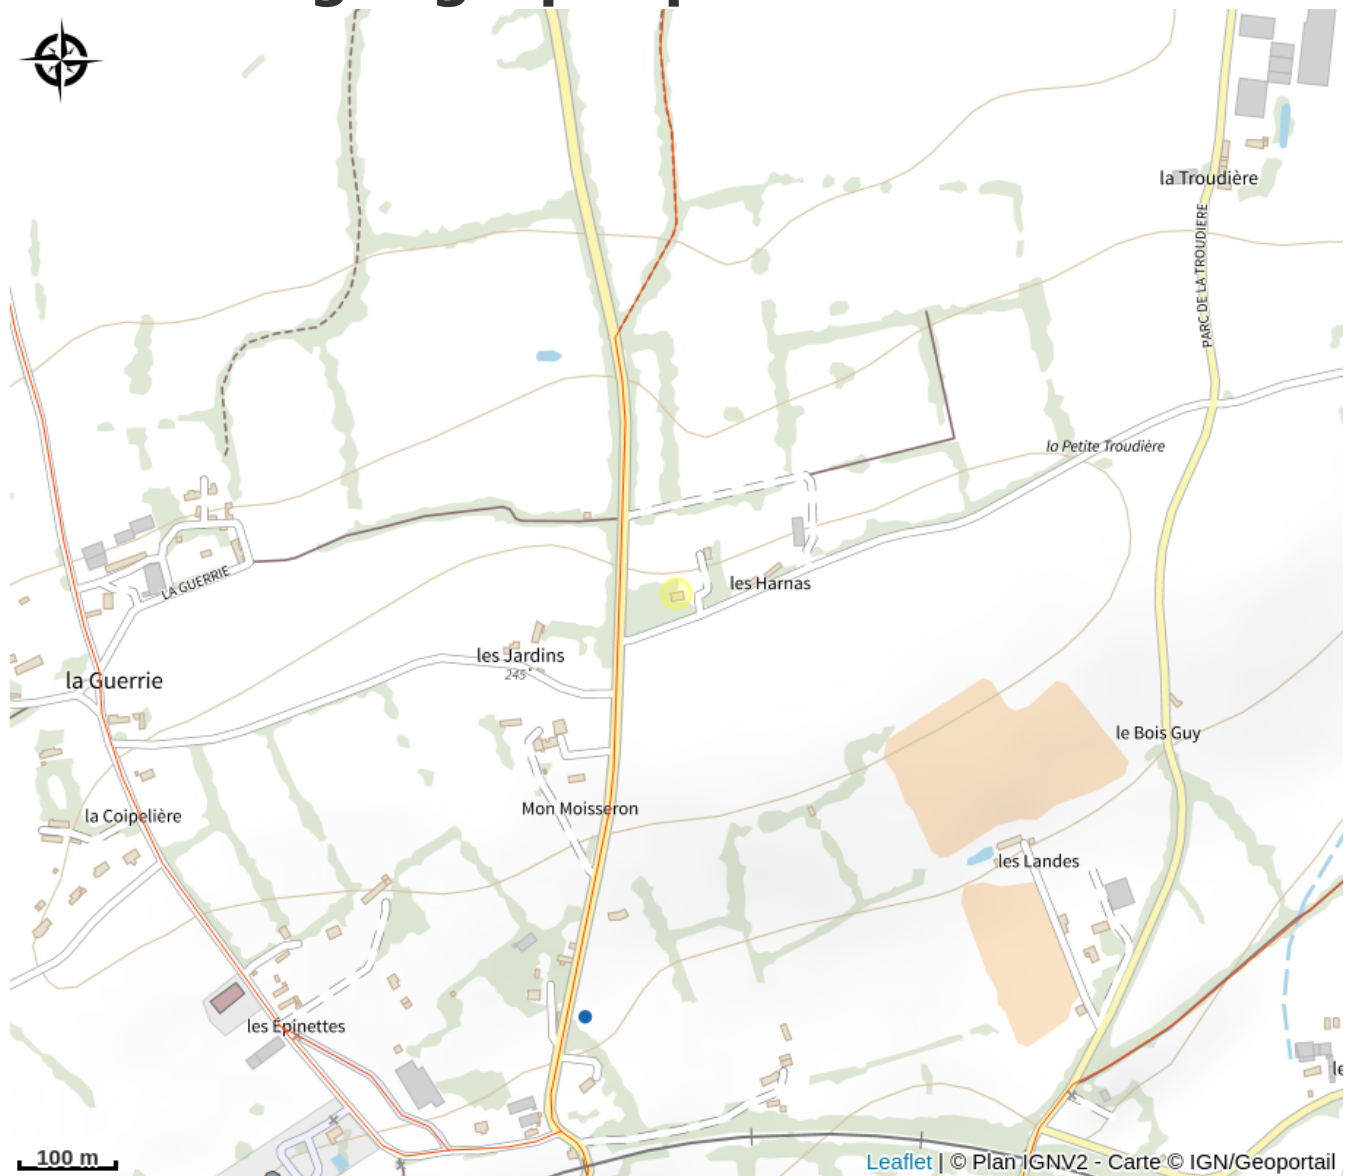 la Troudière
PARC DE LA TROUDIERE
la Petite Troudière
les Harnas
LA GUERRIE
les Jardins
245
la Guerrie
le Bois Guy
Mon Moisseron
la Coipelière
les Landes
les Épinettes
100 m
Leaflet | © Plan IGNV2 - Carte © IGN/Geoportail